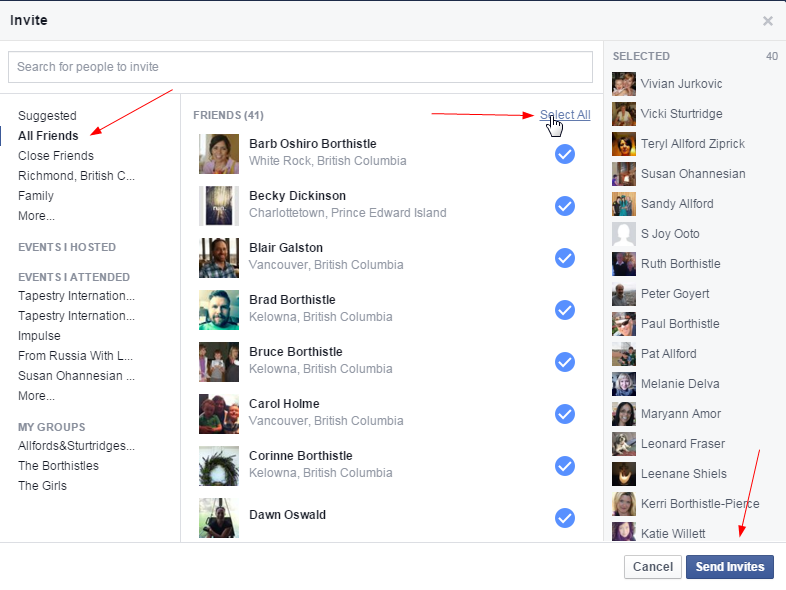 Invite
Search for people to invite
Suggested
All Friends
Close Friends
Richmond, British C...
Family
More...
EVENTS I HOSTED
EVENTS I ATTENDED
Tapestry Internation...
Tapestry Internation...
Impulse
From Russia With L...
Susan Ohannesian ...
More...
MY GROUPS
Allfords&Sturtridges...
The Borthistles
The Girls
FRIENDS (41)
Select All
Barb Oshiro Borthistle
White Rock, British Columbia
Becky Dickinson
Charlottetown, Prince Edward Island
Blair Galston
Vancouver, British Columbia
Brad Borthistle
Kelowna, British Columbia
Bruce Borthistle
Kelowna, British Columbia
Carol Holme
Vancouver, British Columbia
Corinne Borthistle
Kelowna, British Columbia
Dawn Oswald
SELECTED 40
Vivian Jurkovic
Vicki Sturtridge
Teryl Allford Ziprick
Susan Ohannesian
Sandy Allford
S Joy Ooto
Ruth Borthistle
Peter Goyert
Paul Borthistle
Pat Allford
Melanie Delva
Maryann Amor
Leonard Fraser
Leenane Shiels
Kerri Borthistle-Pierce
Katie Willett
Cancel
Send Invites